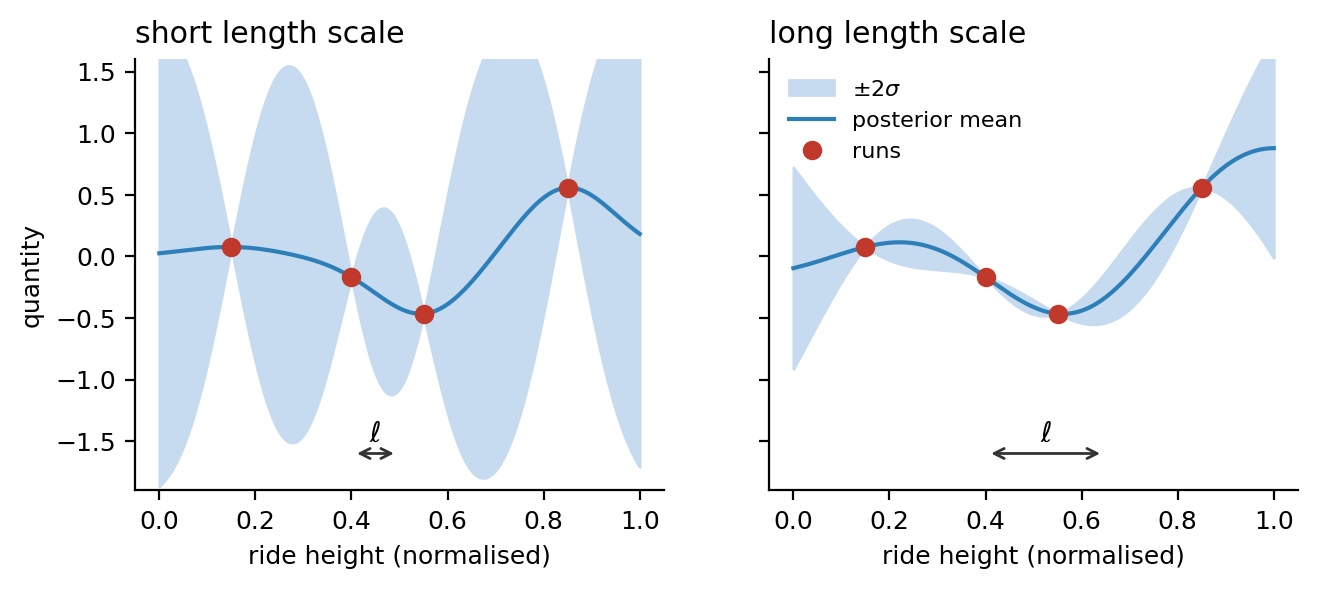 short length scale
1.5
1.0
0.5
0.0
−0.5
−1.0
−1.5
quantity
ℓ
0.0 0.2 0.4 0.6 0.8 1.0
ride height (normalised)
long length scale
±2σ
posterior mean
runs
ℓ
0.0 0.2 0.4 0.6 0.8 1.0
ride height (normalised)